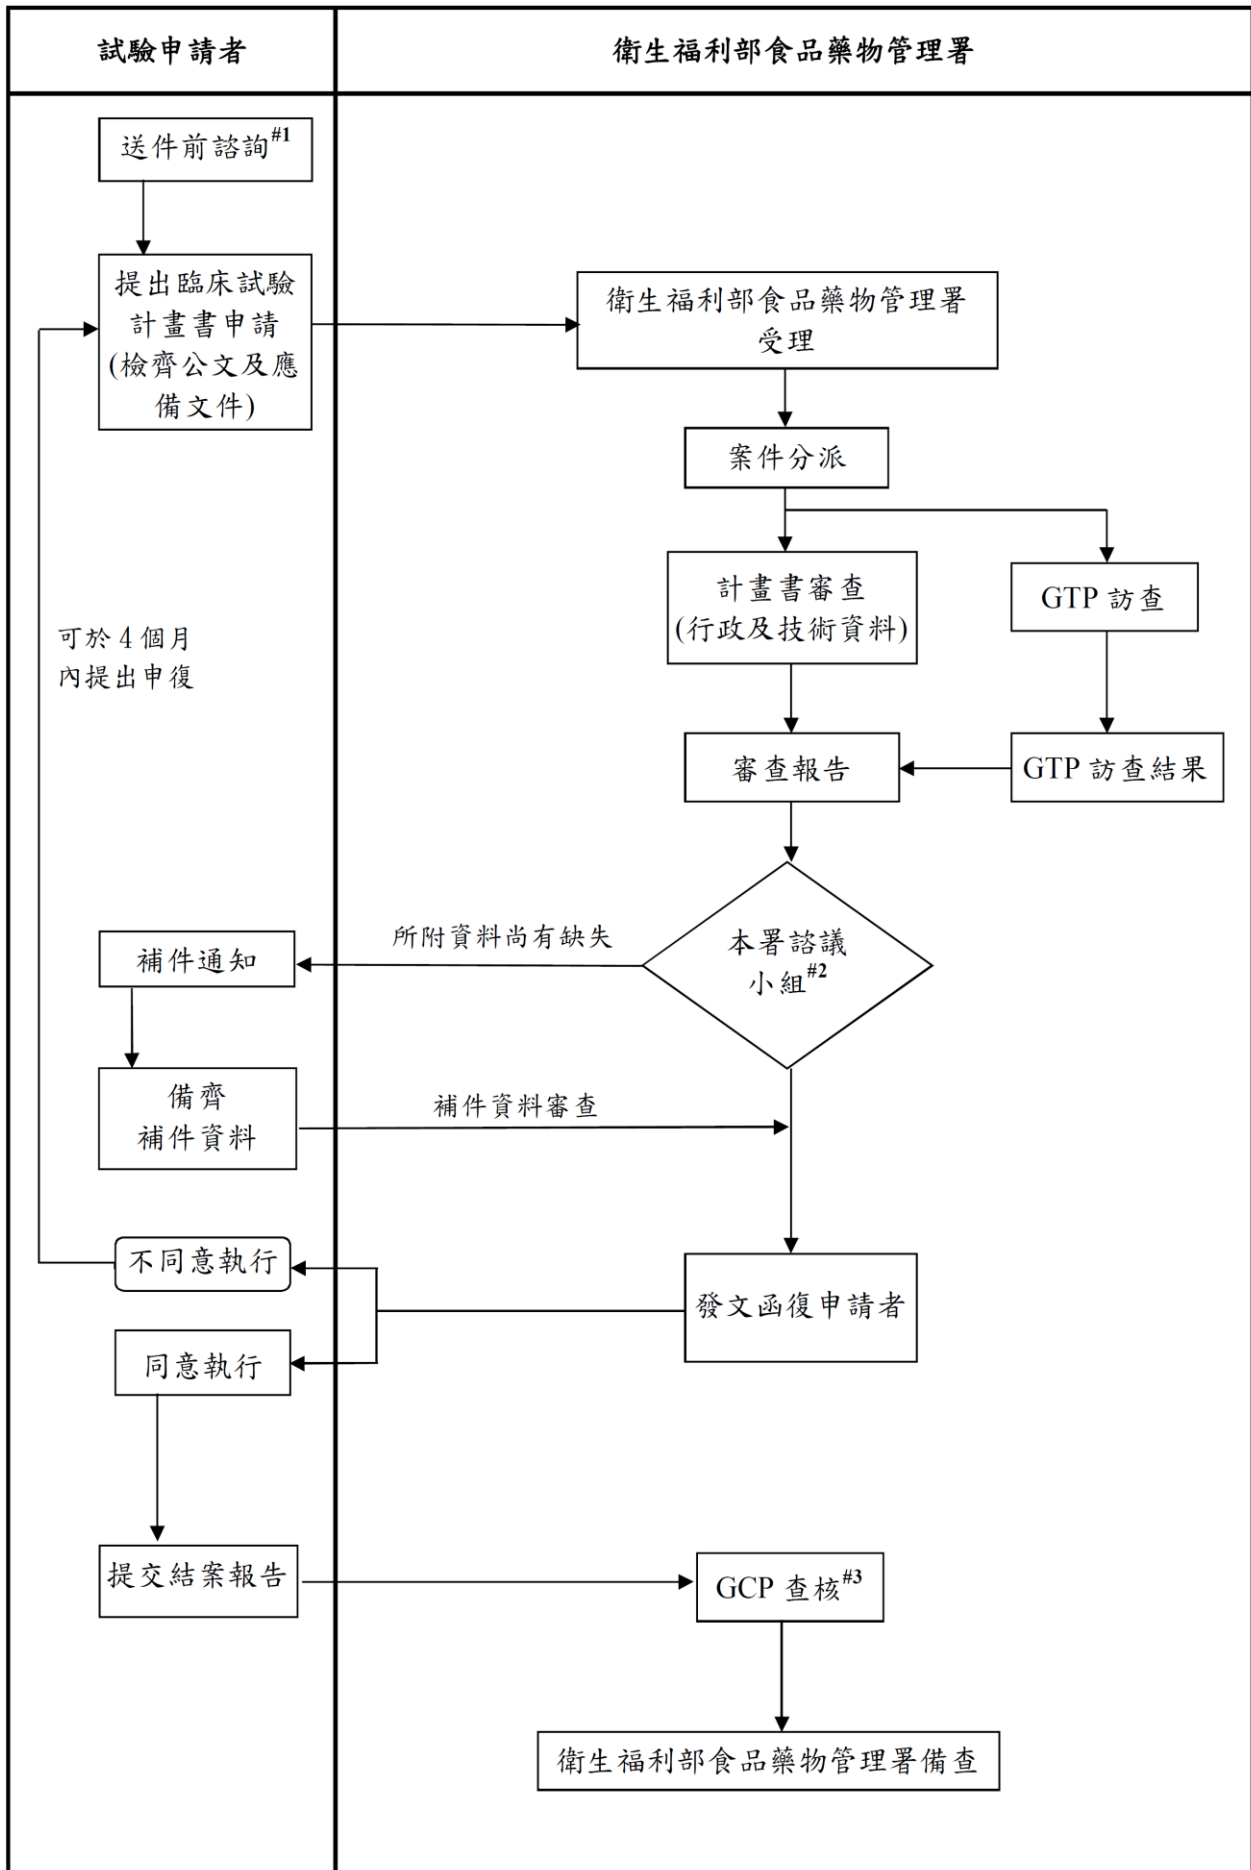 試驗申請者
衛生福利部食品藥物管理署
送件前諮詢#1
提出臨床試驗
計畫書申請
(檢齊公文及應
備文件)
衛生福利部食品藥物管理署
受理
案件分派
計畫書審查
(行政及技術資料)
GTP 訪查
可於 4 個月
內提出申復
審查報告
GTP 訪查結果
所附資料尚有缺失
補件通知
本署諮議
小組#2
備齊
補件資料
補件資料審查
不同意執行
發文函復申請者
同意執行
提交結案報告
GCP 查核#3
衛生福利部食品藥物管理署備查